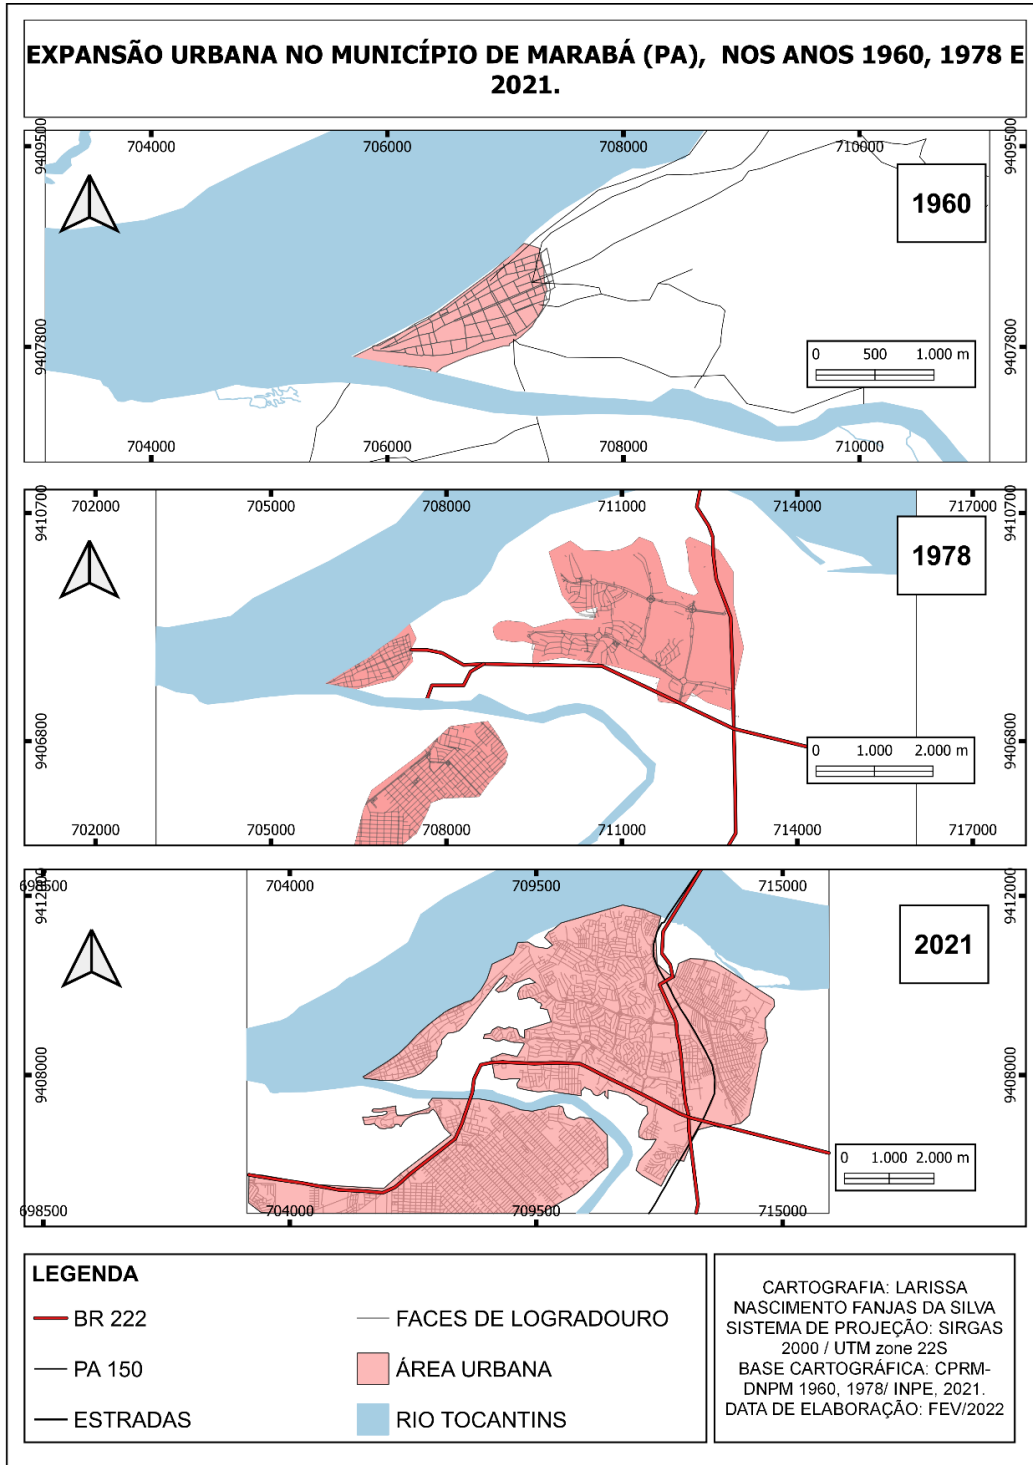 EXPANSÃO URBANA NO MUNICÍPIO DE MARABÁ (PA), NOS ANOS 1960, 1978 E
2021.
9409500
704000 706000 708000 710000
1960
9407800 9407800
0 500 1.000 m
704000 706000 708000 710000
9409500
702000 705000 708000 711000 714000 717000
9410700 9410700
1978
9406800 9406800
0 1.000 2.000 m
702000 705000 708000 711000 714000 717000
698500 704000 709500 715000
9412000 9412000
2021
9408000 9408000
0 1.000 2.000 m
698500 704000 709500 715000
LEGENDA
BR 222
PA 150
ESTRADAS
FACES DE LOGRADOURO
ÁREA URBANA
RIO TOCANTINS
CARTOGRAFIA: LARISSA
NASCIMENTO FANJAS DA SILVA
SISTEMA DE PROJEÇÃO: SIRGAS
2000 / UTM zone 22S
BASE CARTOGRÁFICA: CPRM-
DNPM 1960, 1978/ INPE, 2021.
DATA DE ELABORAÇÃO: FEV/2022